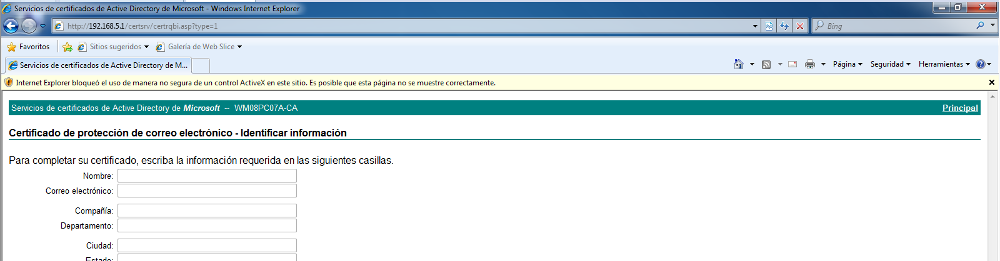 Servicios de certificados de Active Directory de Microsoft - Windows Internet Explorer
http://192.168.5.1/certsrv/certrqbi.asp?type=1
Bing
Favoritos
Sitios sugeridos
Galería de Web Slice
Servicios de certificados de Active Directory de M...
Página
Seguridad
Herramientas
Internet Explorer bloqueó el uso de manera no segura de un control ActiveX en este sitio. Es posible que esta página no se muestre correctamente.
Servicios de certificados de Active Directory de Microsoft -- WM08PC07A-CA
Principal
Certificado de protección de correo electrónico - Identificar información
Para completar su certificado, escriba la información requerida en las siguientes casillas.
Nombre:
Correo electrónico:
Compañía:
Departamento:
Ciudad:
Estado: